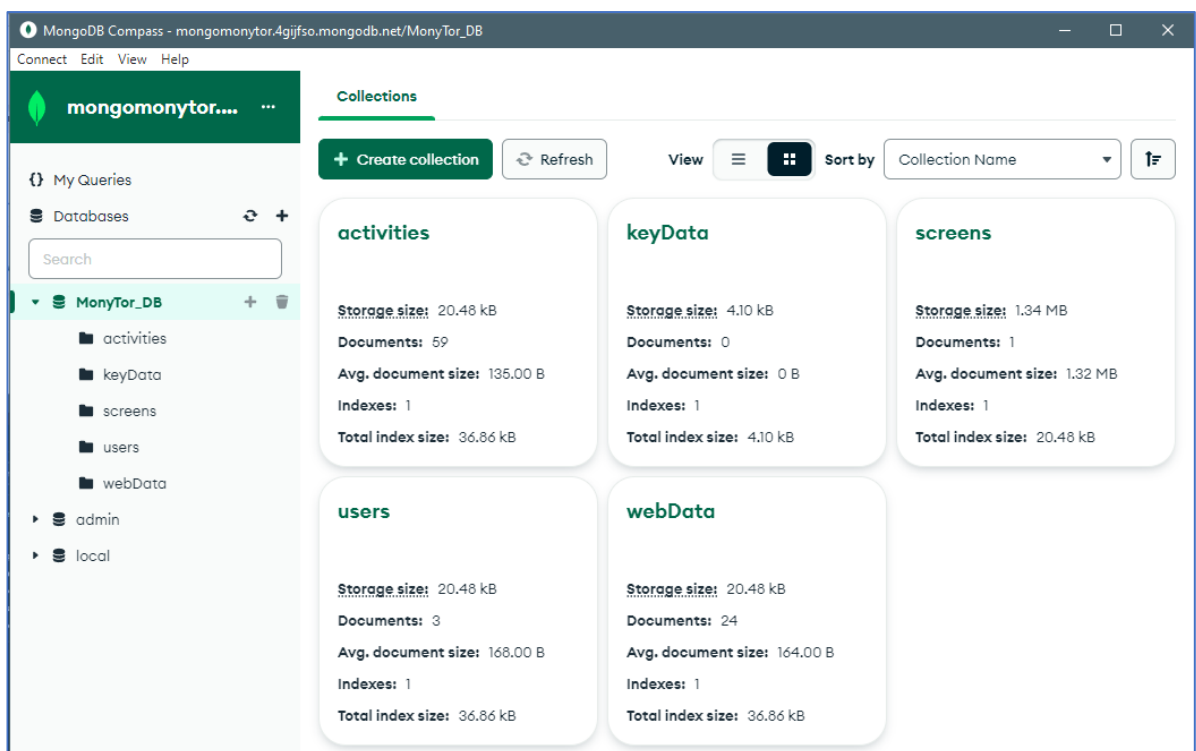 MongoDB Compass - mongomonytor.4gijfso.mongodb.net/MonyTor_DB
Connect Edit View Help
mongomonytor.... ...
{} My Queries
Databases
Search
MonyTor_DB
activities
keyData
screens
users
webData
admin
local
Collections
+ Create collection Refresh View Sort by Collection Name
activities
Storage size: 20.48 kB
Documents: 59
Avg. document size: 135.00 B
Indexes: 1
Total index size: 36.86 kB
keyData
Storage size: 4.10 kB
Documents: 0
Avg. document size: 0 B
Indexes: 1
Total index size: 4.10 kB
screens
Storage size: 1.34 MB
Documents: 1
Avg. document size: 1.32 MB
Indexes: 1
Total index size: 20.48 kB
users
Storage size: 20.48 kB
Documents: 3
Avg. document size: 168.00 B
Indexes: 1
Total index size: 36.86 kB
webData
Storage size: 20.48 kB
Documents: 24
Avg. document size: 164.00 B
Indexes: 1
Total index size: 36.86 kB